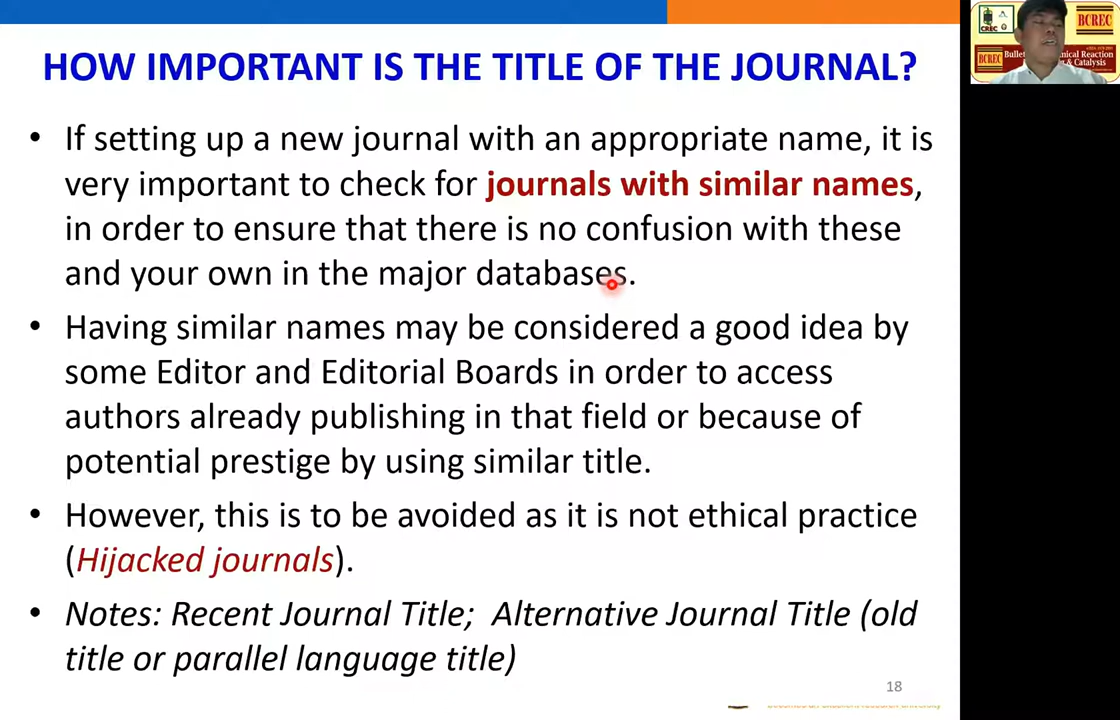 HOW IMPORTANT IS THE TITLE OF THE JOURNAL?
• If setting up a new journal with an appropriate name, it is
very important to check for journals with similar names,
in order to ensure that there is no confusion with these
and your own in the major databases.
• Having similar names may be considered a good idea by
some Editor and Editorial Boards in order to access
authors already publishing in that field or because of
potential prestige by using similar title.
• However, this is to be avoided as it is not ethical practice
(Hijacked journals).
• Notes: Recent Journal Title; Alternative Journal Title (old
title or parallel language title)
18
CREC
BCREC
BCREC
Reaction
& Catalysis